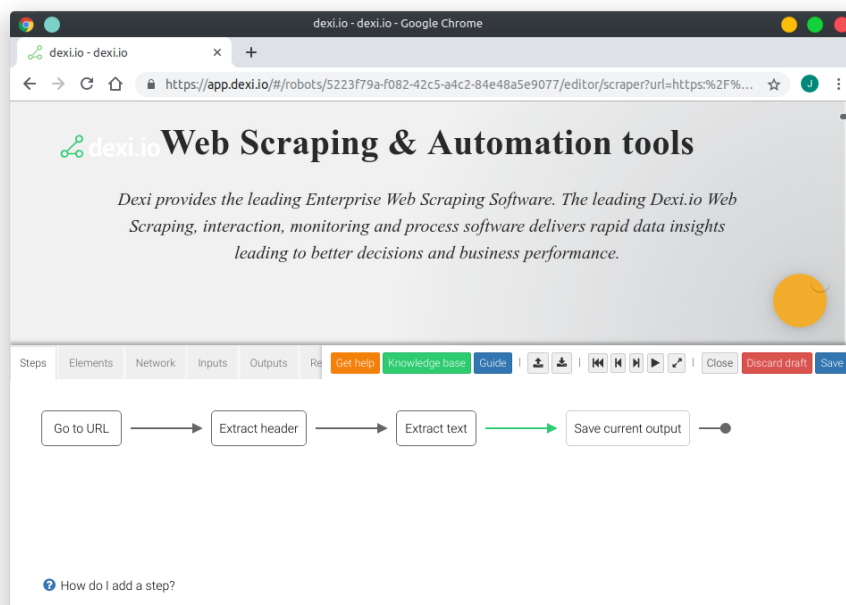 dexi.io - dexi.io - Google Chrome
dexi.io - dexi.io
https://app.dexi.io/#/robots/5223f79a-f082-42c5-a4c2-84e48a5e9077/editor/scraper?url=https:%2F%...
J
dexi.io
Web Scraping & Automation tools
Dexi provides the leading Enterprise Web Scraping Software. The leading Dexi.io Web
Scraping, interaction, monitoring and process software delivers rapid data insights
leading to better decisions and business performance.
Steps Elements Network Inputs Outputs Re Get help Knowledge base Guide Close Discard draft Save
Go to URL Extract header Extract text Save current output
How do I add a step?